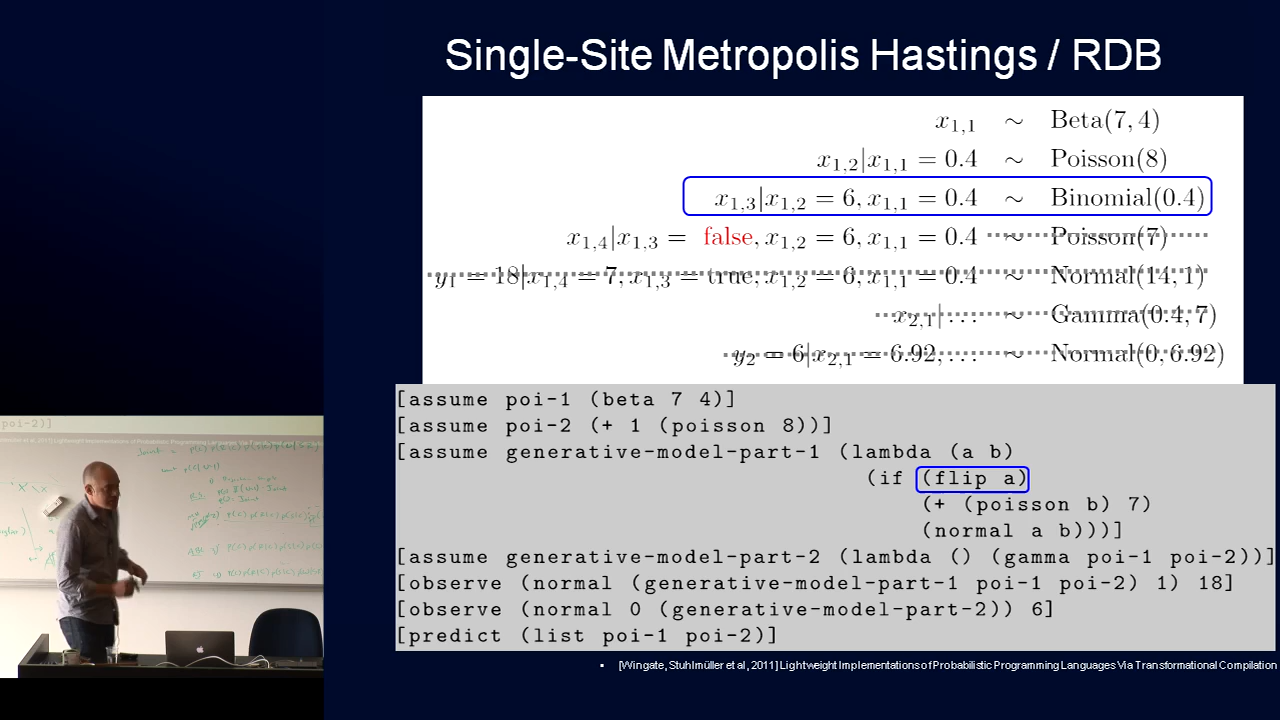 Single-Site Metropolis Hastings / RDB
x₁,₁ ∼ Beta(7, 4)
x₁,₂|x₁,₁ = 0.4 ∼ Poisson(8)
x₁,₃|x₁,₂ = 6, x₁,₁ = 0.4 ∼ Binomial(0.4)
x₁,₄|x₁,₃ = false, x₁,₂ = 6, x₁,₁ = 0.4 ∼ Poisson(7)
y₁ = 18|x₁,₄ = 7, x₁,₃ = true, x₁,₂ = 6, x₁,₁ = 0.4 ∼ Normal(14, 1)
x₂,₁| . . . ∼ Gamma(0.4, 7)
y₂ = 6|x₂,₁ = 6.92, . . . ∼ Normal(0, 6.92)
[assume poi-1 (beta 7 4)]
[assume poi-2 (+ 1 (poisson 8))]
[assume generative-model-part-1 (lambda (a b)
(if (flip a)
(+ (poisson b) 7)
(normal a b)))]
[assume generative-model-part-2 (lambda () (gamma poi-1 poi-2))]
[observe (normal (generative-model-part-1 poi-1 poi-2) 1) 18]
[observe (normal 0 (generative-model-part-2)) 6]
[predict (list poi-1 poi-2)]
▪ [Wingate, Stuhlmüller et al, 2011] Lightweight Implementations of Probabilistic Programming Languages Via Transformational Compilation
poi-2)]